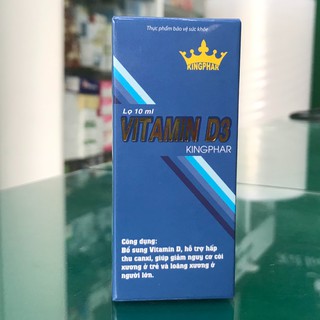 Thực phẩm bảo vệ sức khỏe
KINGPHAR
Lọ 10 ml
VITAMIN D3
KINGPHAR
Công dụng:
Bổ sung Vitamin D, hỗ trợ hấp
thu canxi, giúp giảm nguy cơ còi
xương ở trẻ và loãng xương ở
người lớn.